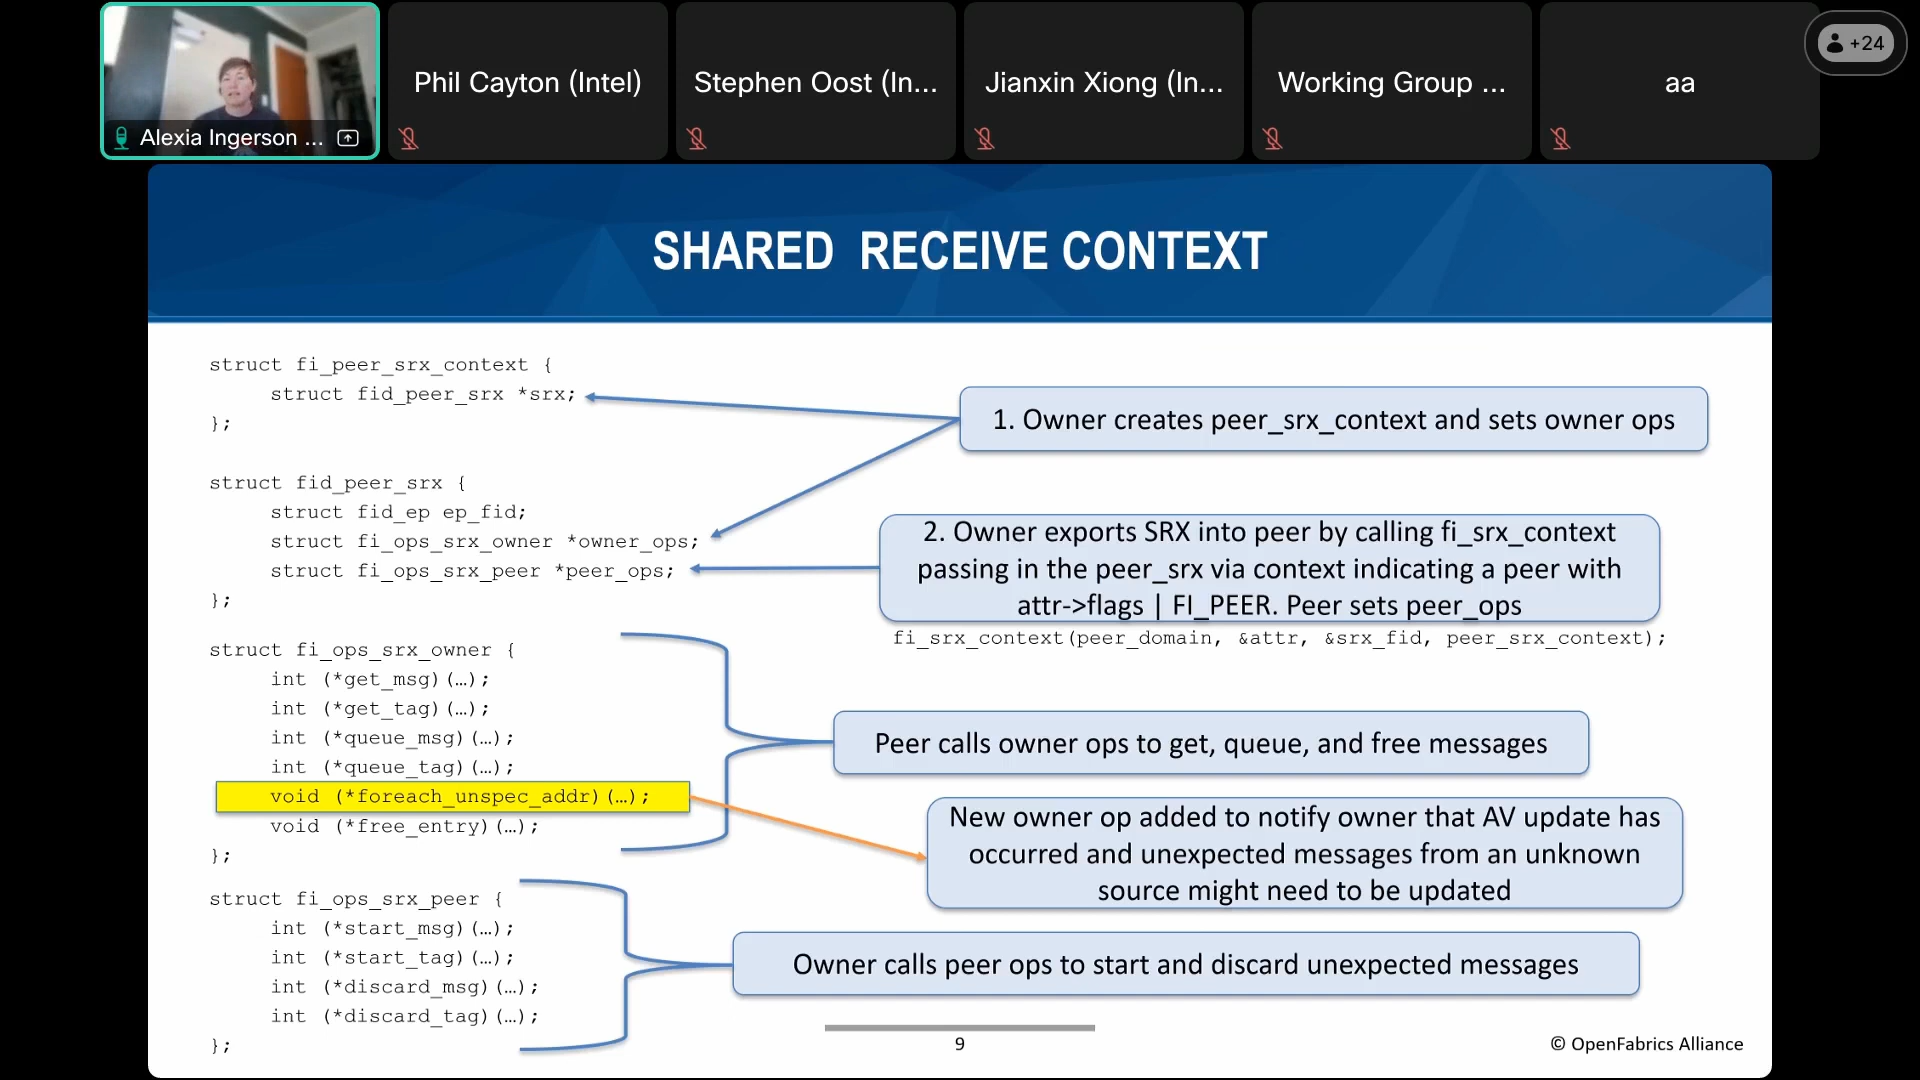 Alexia Ingerson ...
Phil Cayton (Intel)
Stephen Oost (In...
Jianxin Xiong (In...
Working Group ...
aa
+24
SHARED RECEIVE CONTEXT
struct fi_peer_srx_context {
struct fid_peer_srx *srx;
};
1. Owner creates peer_srx_context and sets owner ops
struct fid_peer_srx {
struct fid_ep ep_fid;
struct fi_ops_srx_owner *owner_ops;
struct fi_ops_srx_peer *peer_ops;
};
2. Owner exports SRX into peer by calling fi_srx_context
passing in the peer_srx via context indicating a peer with
attr->flags | FI_PEER. Peer sets peer_ops
fi_srx_context(peer_domain, &attr, &srx_fid, peer_srx_context);
struct fi_ops_srx_owner {
int (*get_msg)(…);
int (*get_tag)(…);
int (*queue_msg)(…);
int (*queue_tag)(…);
void (*foreach_unspec_addr)(…);
void (*free_entry)(…);
};
Peer calls owner ops to get, queue, and free messages
New owner op added to notify owner that AV update has
occurred and unexpected messages from an unknown
source might need to be updated
struct fi_ops_srx_peer {
int (*start_msg)(…);
int (*start_tag)(…);
int (*discard_msg)(…);
int (*discard_tag)(…);
};
Owner calls peer ops to start and discard unexpected messages
9
© OpenFabrics Alliance